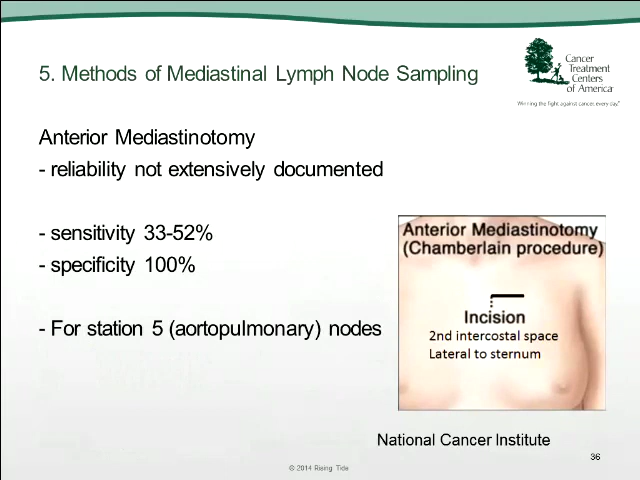 5. Methods of Mediastinal Lymph Node Sampling
Cancer
Treatment
Centers
of America
Winning the fight against cancer, every day.®
Anterior Mediastinotomy
- reliability not extensively documented
- sensitivity 33-52%
- specificity 100%
- For station 5 (aortopulmonary) nodes
Anterior Mediastinotomy
(Chamberlain procedure)
Incision
2nd intercostal space
Lateral to sternum
National Cancer Institute
36
© 2014 Rising Tide